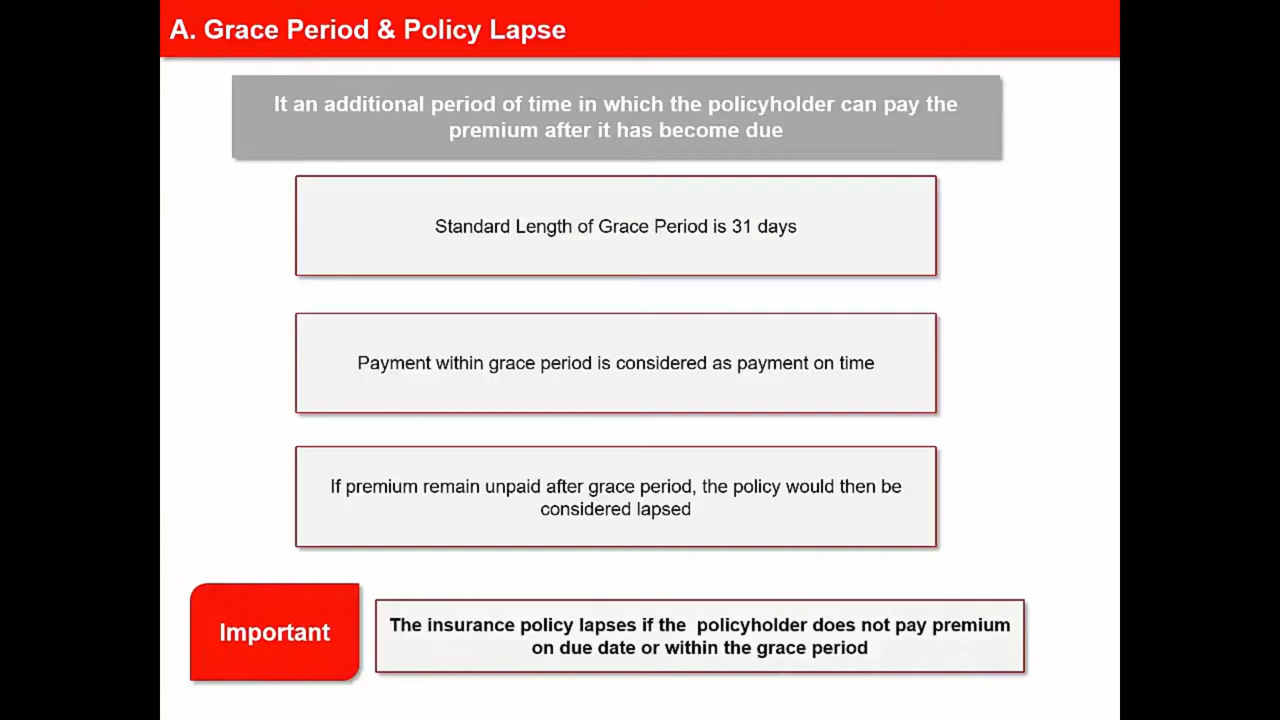 A. Grace Period & Policy Lapse
It an additional period of time in which the policyholder can pay the
premium after it has become due
Standard Length of Grace Period is 31 days
Payment within grace period is considered as payment on time
If premium remain unpaid after grace period, the policy would then be
considered lapsed
Important
The insurance policy lapses if the policyholder does not pay premium
on due date or within the grace period